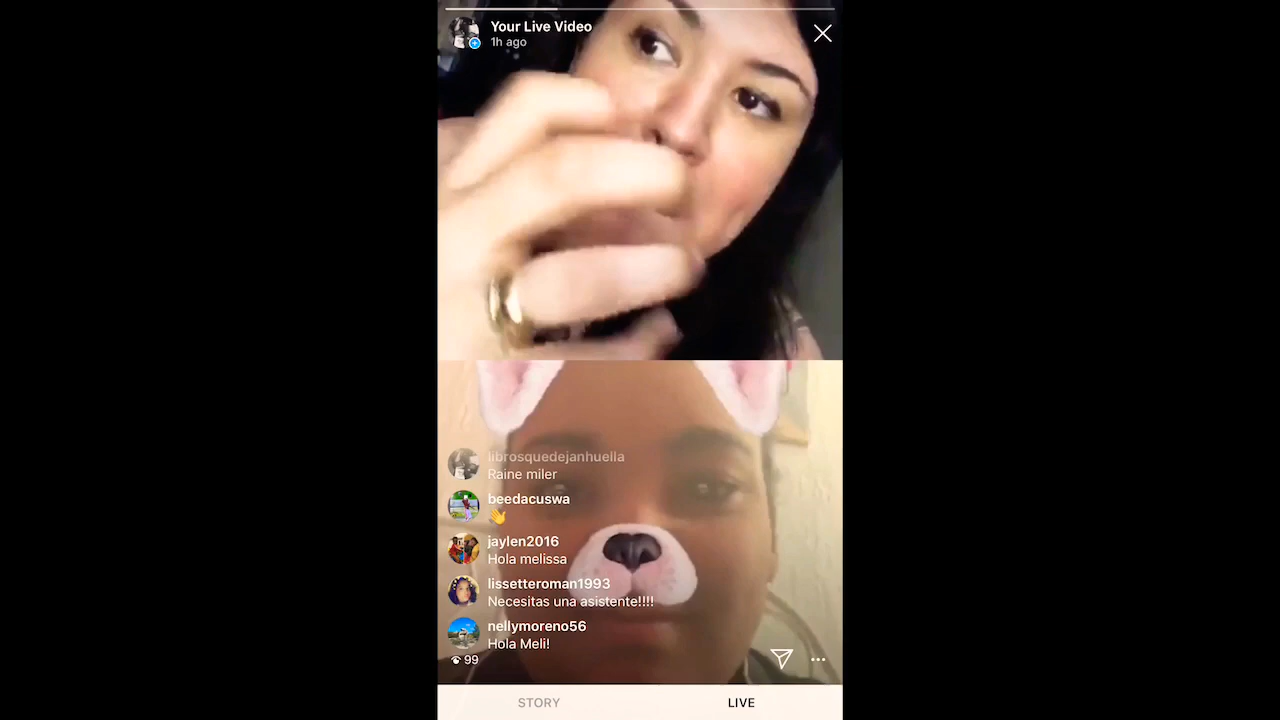 Your Live Video
1h ago
librosquedejanhuella
Raine miler
beedacuswa
👋
jaylen2016
Hola melissa
lissetteroman1993
Necesitas una asistente!!!!
nellymoreno56
Hola Meli!
99
STORY
LIVE